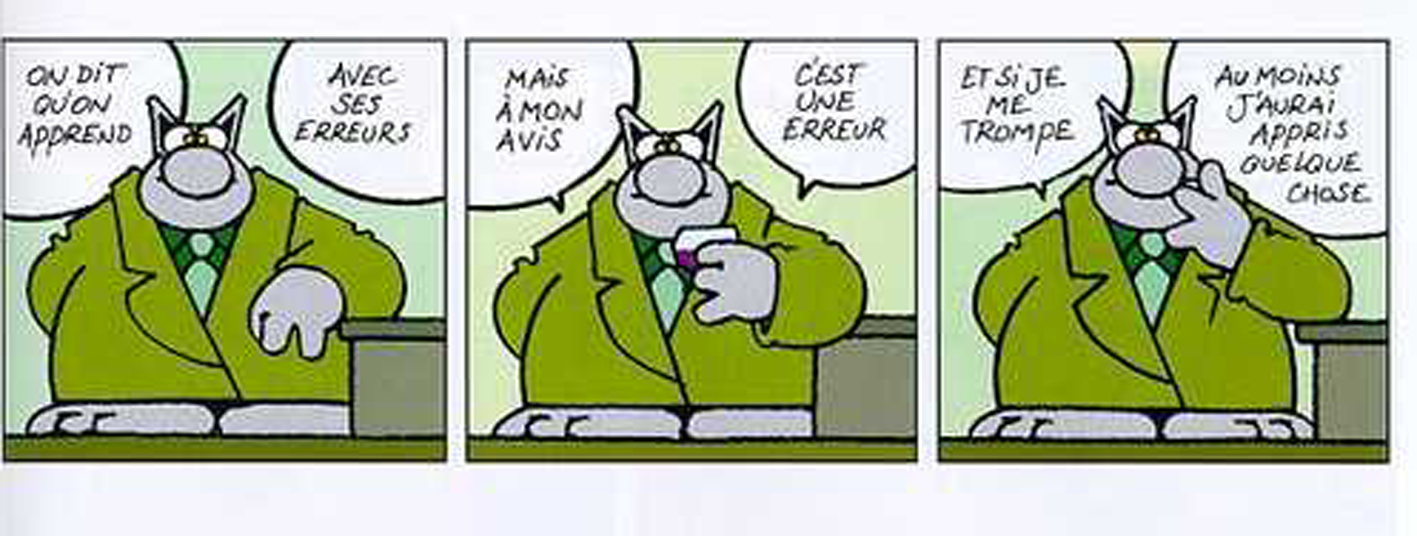 ON DIT
QU'ON
APPREND
AVEC
SES
ERREURS
MAIS
À MON
AVIS
C'EST
UNE
ERREUR
ET SI JE
ME
TROMPE
AU MOINS
J'AURAI
APPRIS
QUELQUE
CHOSE